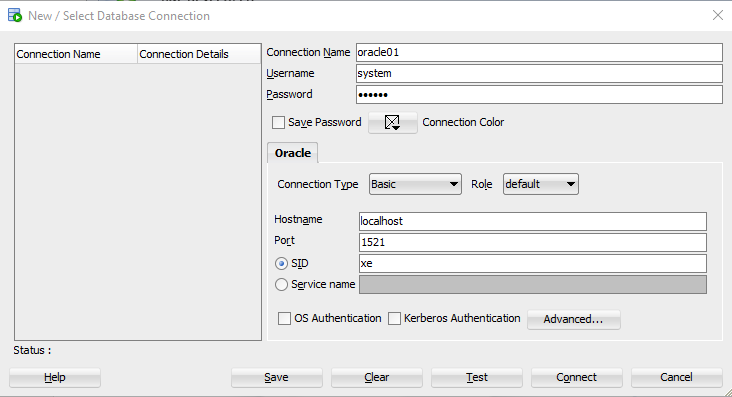 New / Select Database Connection
Connection Name Connection Details
Connection Name oracle01
Username system
Password ••••••
Save Password Connection Color
Oracle
Connection Type Basic Role default
Hostname localhost
Port 1521
SID xe
Service name
OS Authentication Kerberos Authentication Advanced...
Status :
Help Save Clear Test Connect Cancel